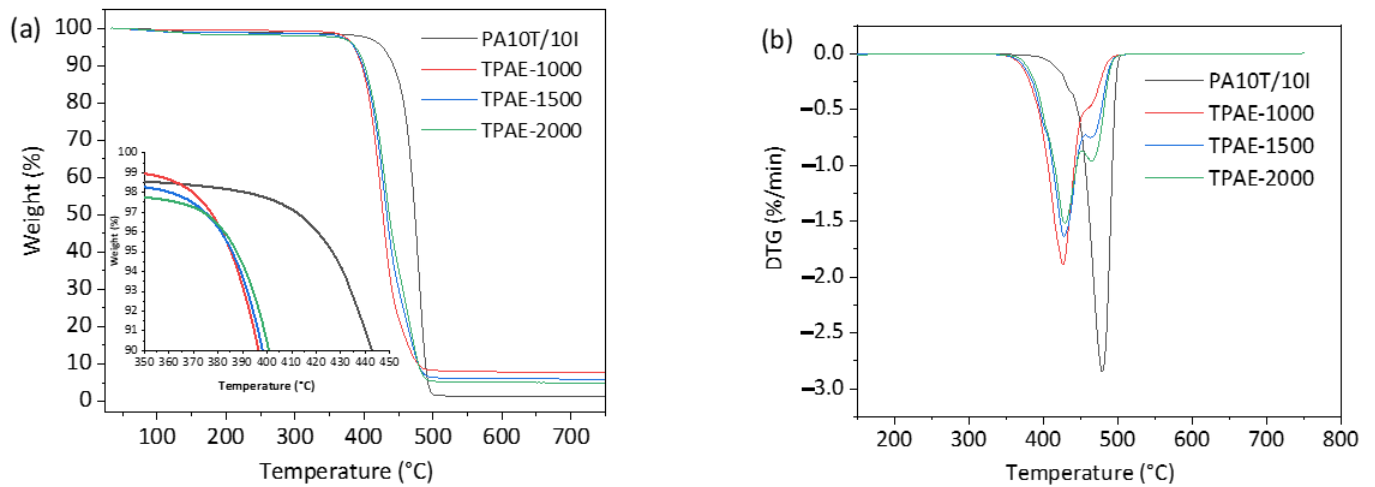 (a)
100
90
80
70
60
50
40
30
20
10
0
Weight (%)
PA10T/10I
TPAE-1000
TPAE-1500
TPAE-2000
100
99
98
97
96
95
94
93
92
91
90
Weight (%)
350 360 370 380 390 400 410 420 430 440 450
Temperature (°C)
100 200 300 400 500 600 700
Temperature (°C)
(b)
0.0
−0.5
−1.0
−1.5
−2.0
−2.5
−3.0
DTG (%/min)
PA10T/10I
TPAE-1000
TPAE-1500
TPAE-2000
200 300 400 500 600 700 800
Temperature (°C)